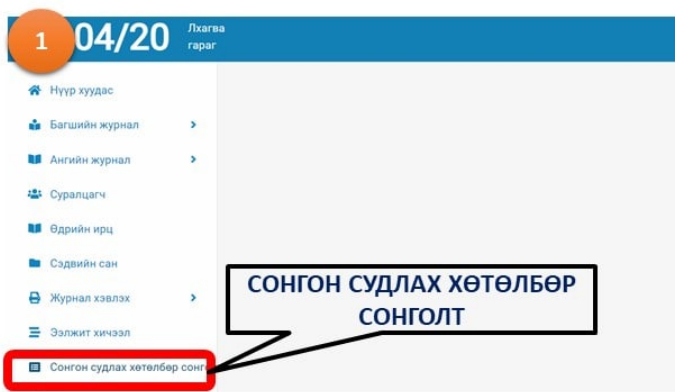 1
04/20
Лхагва
гараг
Нүүр хуудас
Багшийн журнал
Ангийн журнал
Суралцагч
Өдрийн ирц
Сэдвийн сан
Журнал хэвлэх
Ээлжит хичээл
Сонгон судлах хөтөлбөр сонго
СОНГОН СУДЛАХ ХӨТӨЛБӨР
СОНГОЛТ